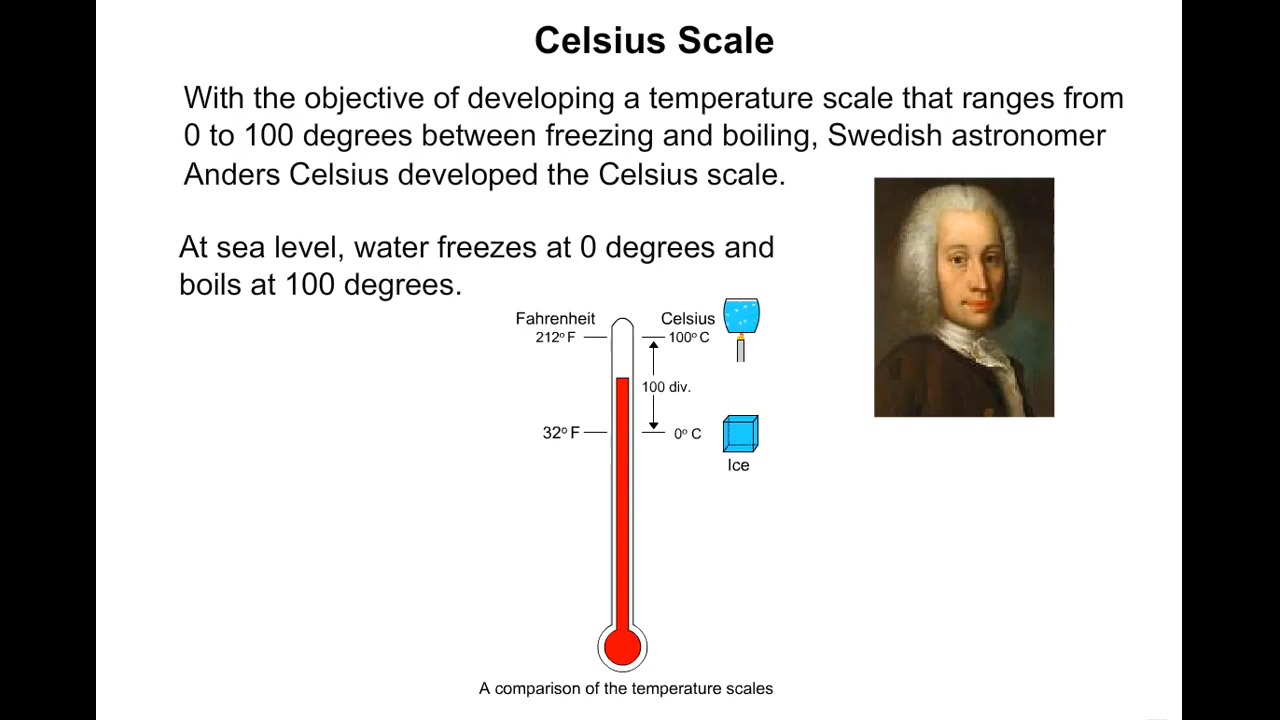 Celsius Scale
With the objective of developing a temperature scale that ranges from
0 to 100 degrees between freezing and boiling, Swedish astronomer
Anders Celsius developed the Celsius scale.
At sea level, water freezes at 0 degrees and
boils at 100 degrees.
Fahrenheit Celsius
212º F 100º C
100 div.
32º F 0º C
Ice
A comparison of the temperature scales